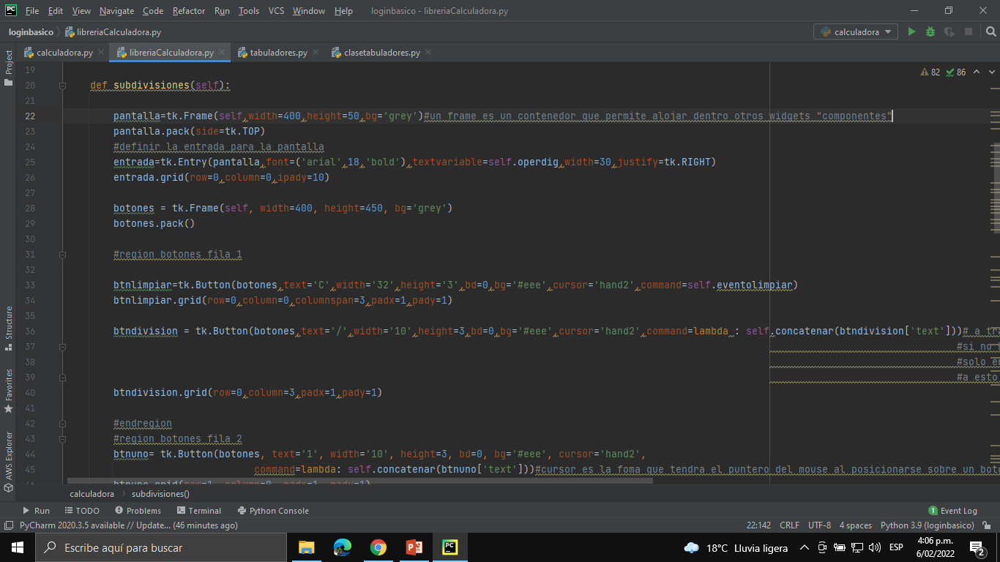 PC File Edit View Navigate Code Refactor Run Tools VCS Window Help loginbasico - libreriaCalculadora.py
loginbasico libreriaCalculadora.py calculadora
Project
calculadora.py libreriaCalculadora.py tabuladores.py clasetabuladores.py
82 86
19
20 def subdivisiones(self):
21
22 pantalla=tk.Frame(self,width=400,height=50,bg='grey')#un frame es un contenedor que permite alojar dentro otros widgets "componentes"
23 pantalla.pack(side=tk.TOP)
24 #definir la entrada para la pantalla
25 entrada=tk.Entry(pantalla,font=('arial',18,'bold'),textvariable=self.operdig,width=30,justify=tk.RIGHT)
26 entrada.grid(row=0,column=0,ipady=10)
27
28 botones = tk.Frame(self, width=400, height=450, bg='grey')
29 botones.pack()
30
31 #region botones fila 1
32
33 btnlimpiar=tk.Button(botones,text='C',width='32',height='3',bd=0,bg='#eee',cursor='hand2',command=self.eventolimpiar)
34 btnlimpiar.grid(row=0,column=0,columnspan=3,padx=1,pady=1)
35
36 btndivision = tk.Button(botones,text='/',width='10',height=3,bd=0,bg='#eee',cursor='hand2',command=lambda : self.concatenar(btndivision['text']))# a tra
37 #si no
38 #solo en
39 #a esto
40 btndivision.grid(row=0,column=3,padx=1,pady=1)
41
42 #endregion
43 #region botones fila 2
44 btnuno= tk.Button(botones, text='1', width='10', height=3, bd=0, bg='#eee', cursor='hand2',
45 command=lambda: self.concatenar(btnuno['text']))#cursor es la foma que tendra el puntero del mouse al posicionarse sobre un bot
46 btnuno.grid(row=1, column=0, padx=1, pady=1)
Structure
Favorites
AWS Explorer
calculadora subdivisiones()
Run TODO Problems Terminal Python Console 1 Event Log
PyCharm 2020.3.5 available // Update... (46 minutes ago) 22:142 CRLF UTF-8 4 spaces Python 3.9 (loginbasico)
Escribe aquí para buscar PC 18°C Lluvia ligera ESP 4:06 p.m.
6/02/2022 2